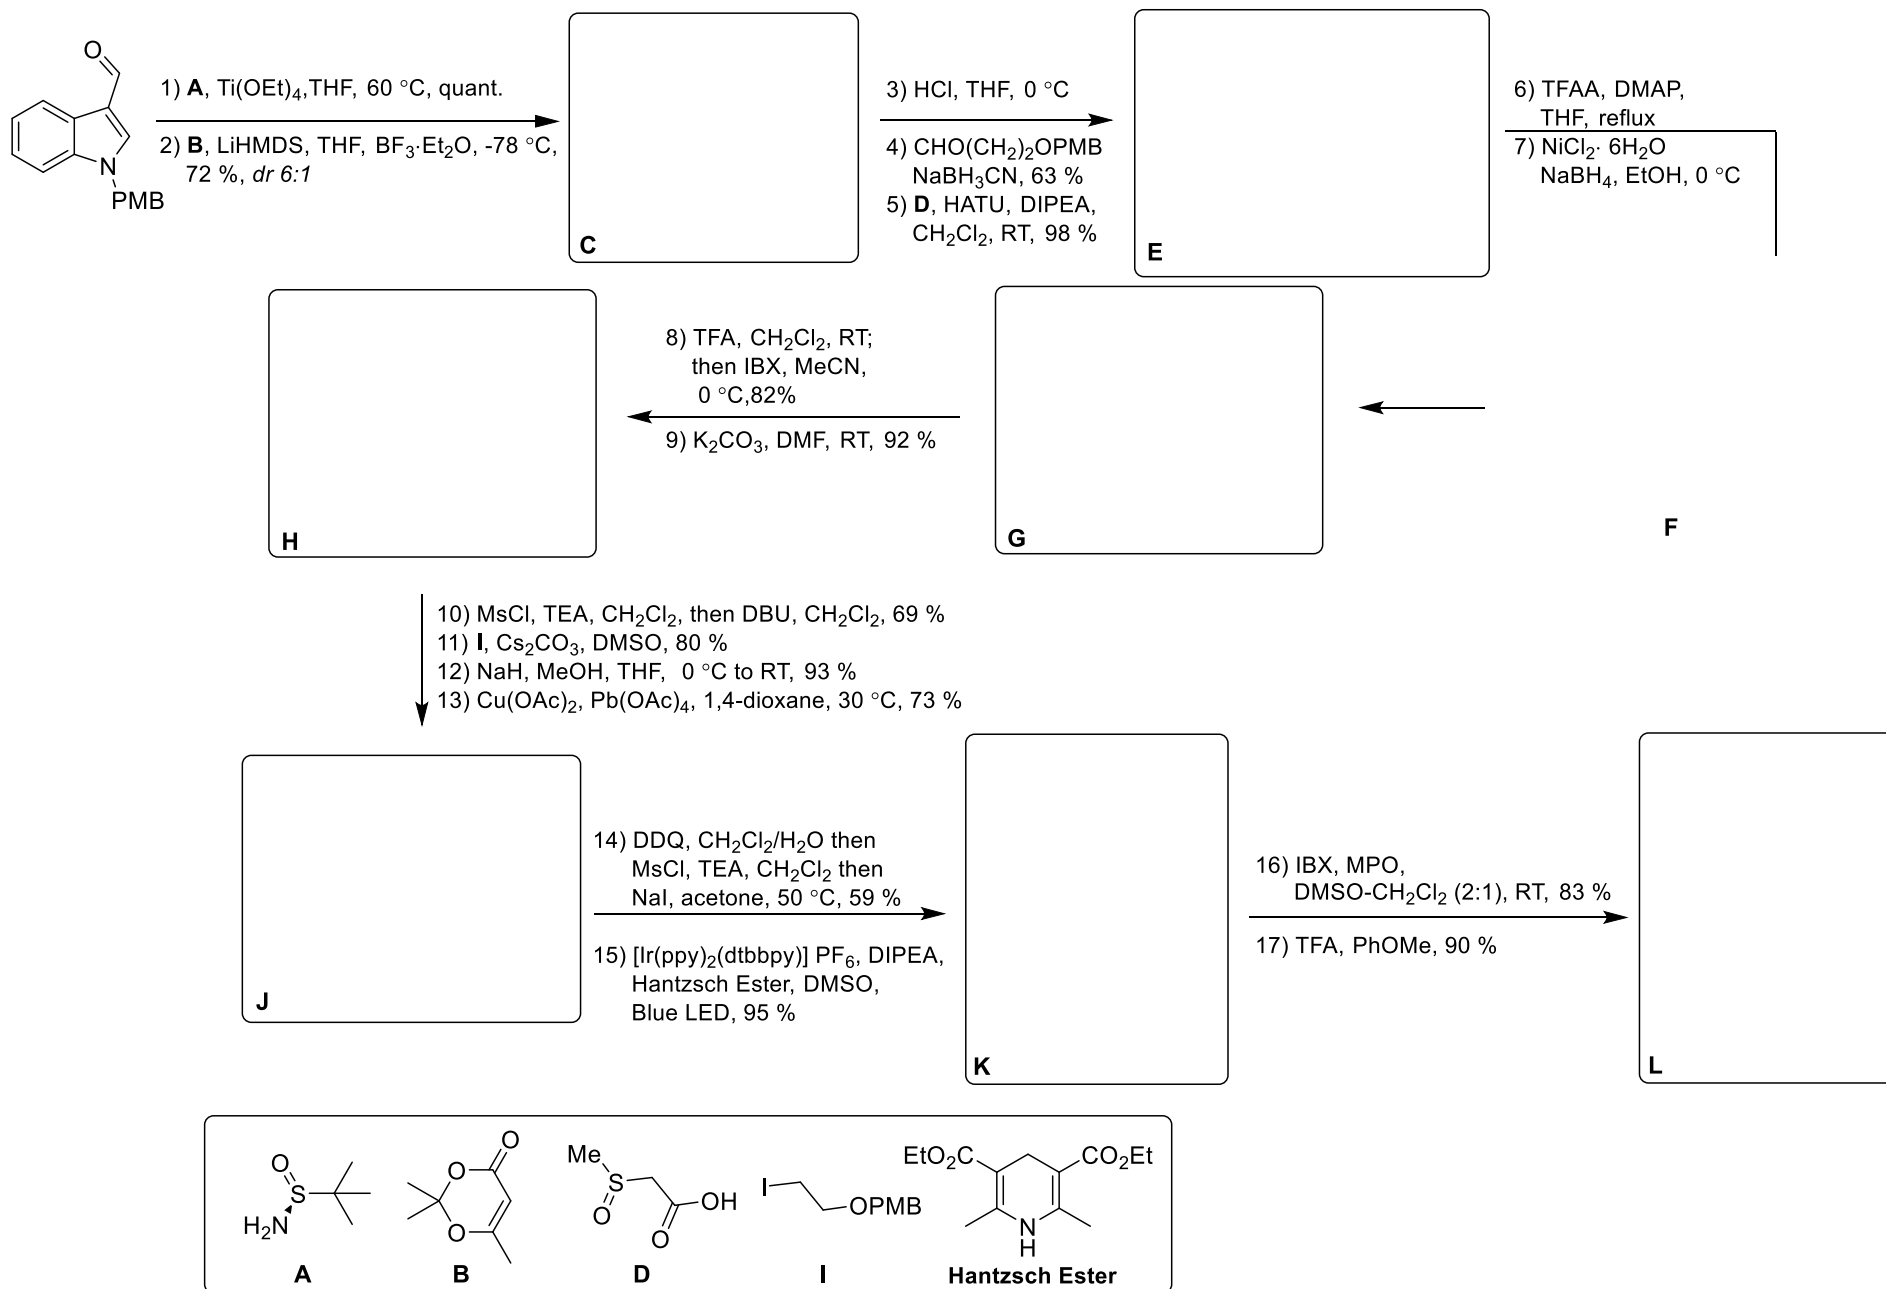 O
N
PMB
1) A, Ti(OEt)₄,THF, 60 °C, quant.
2) B, LiHMDS, THF, BF₃·Et₂O, -78 °C,
72 %, dr 6:1
C
3) HCl, THF, 0 °C
4) CHO(CH₂)₂OPMB
NaBH₃CN, 63 %
5) D, HATU, DIPEA,
CH₂Cl₂, RT, 98 %
E
6) TFAA, DMAP,
THF, reflux
7) NiCl₂· 6H₂O
NaBH₄, EtOH, 0 °C
F
G
8) TFA, CH₂Cl₂, RT;
then IBX, MeCN,
0 °C,82%
9) K₂CO₃, DMF, RT, 92 %
H
10) MsCl, TEA, CH₂Cl₂, then DBU, CH₂Cl₂, 69 %
11) I, Cs₂CO₃, DMSO, 80 %
12) NaH, MeOH, THF, 0 °C to RT, 93 %
13) Cu(OAc)₂, Pb(OAc)₄, 1,4-dioxane, 30 °C, 73 %
J
14) DDQ, CH₂Cl₂/H₂O then
MsCl, TEA, CH₂Cl₂ then
NaI, acetone, 50 °C, 59 %
15) [Ir(ppy)₂(dtbbpy)] PF₆, DIPEA,
Hantzsch Ester, DMSO,
Blue LED, 95 %
K
16) IBX, MPO,
DMSO-CH₂Cl₂ (2:1), RT, 83 %
17) TFA, PhOMe, 90 %
L
O
S
H₂N
A
O
O
O
B
Me
S
O
OH
O
D
I
OPMB
I
EtO₂C
CO₂Et
N
H
Hantzsch Ester